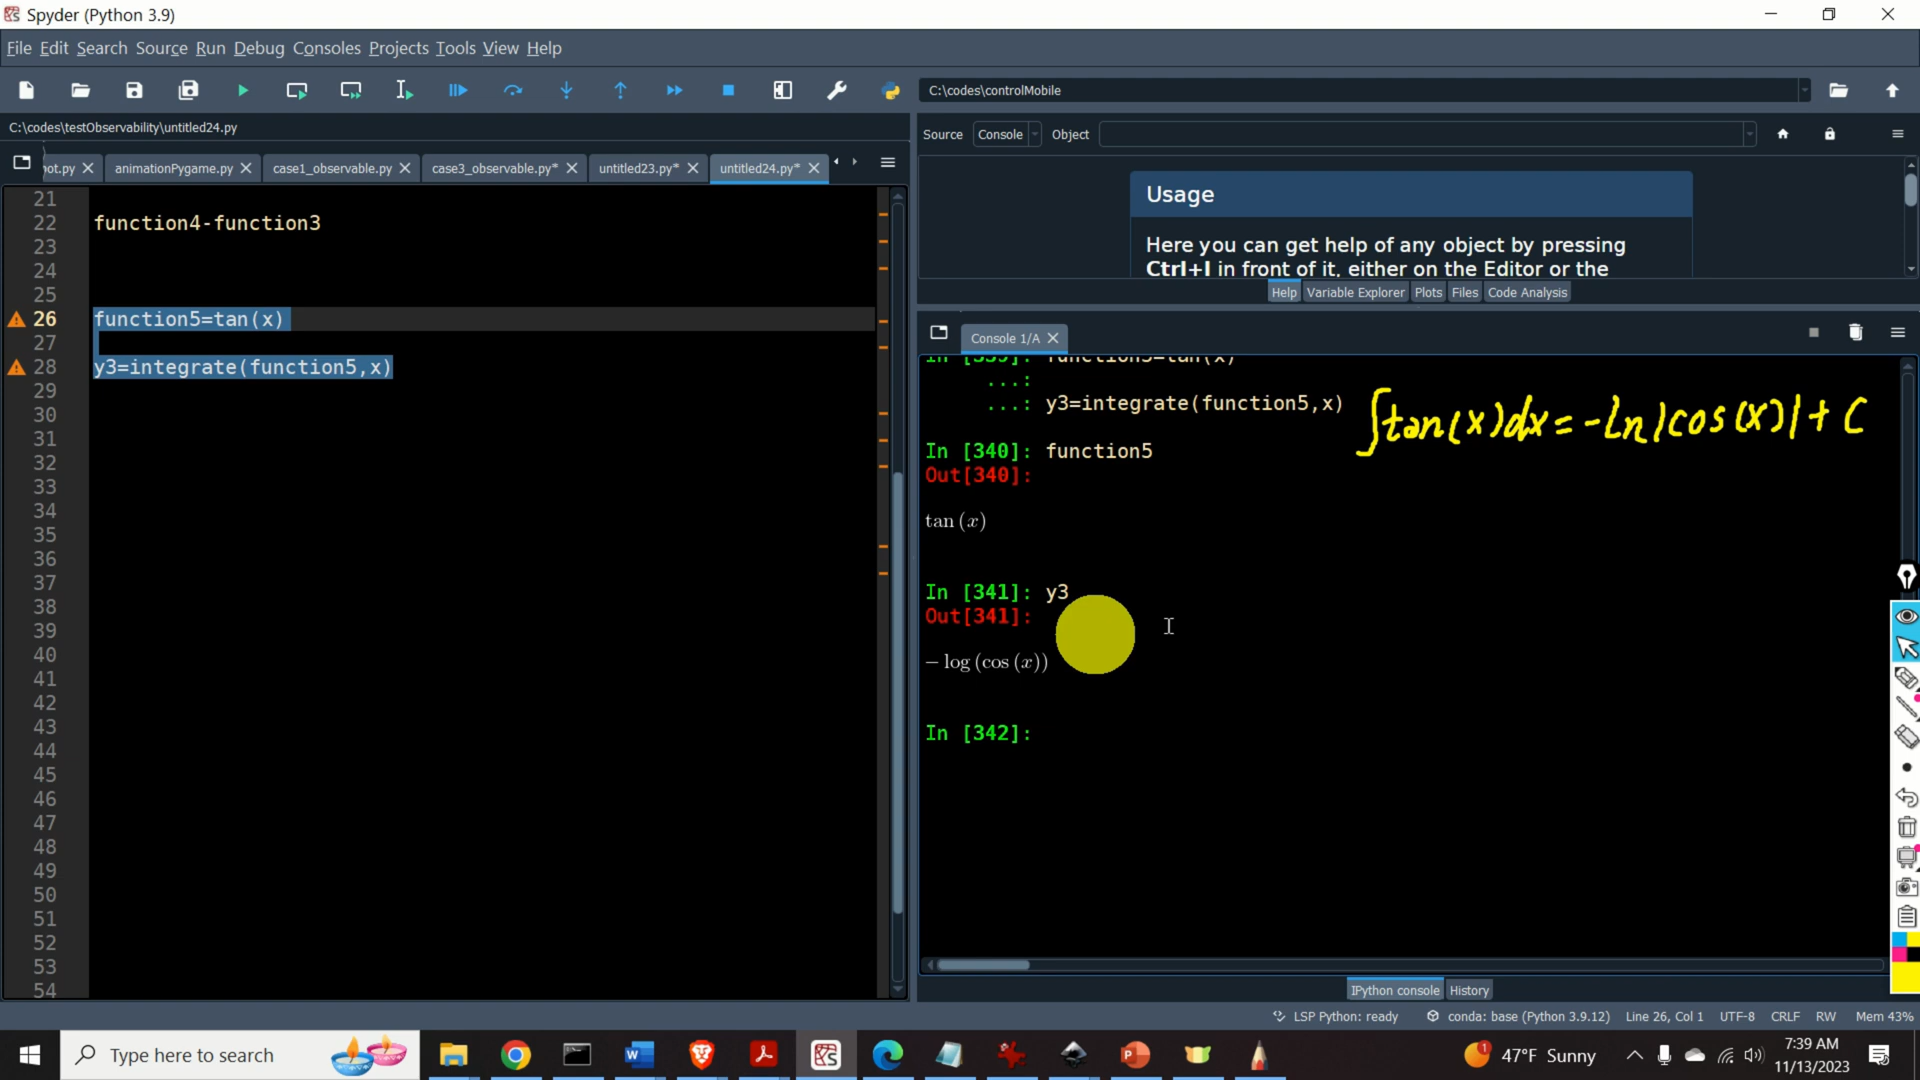 Spyder (Python 3.9)
File Edit Search Source Run Debug Consoles Projects Tools View Help
C:\codes\controlMobile
C:\codes\testObservability\untitled24.py
Source Console Object
animationPygame.py case1_observable.py case3_observable.py* untitled23.py* untitled24.py*
Usage
Here you can get help of any object by pressing
Ctrl+I in front of it, either on the Editor or the
Help Variable Explorer Plots Files Code Analysis
21
22 function4-function3
23
24
25
26 function5=tan(x)
27
28 y3=integrate(function5,x)
29
30
31
32
33
34
35
36
37
38
39
40
41
42
43
44
45
46
47
48
49
50
51
52
53
54
Console 1/A
...:
...: y3=integrate(function5,x)
∫tan(x)dx=-ln|cos(x)|+C
In [340]: function5
Out[340]:
tan (x)
In [341]: y3
Out[341]:
− log (cos (x))
In [342]:
IPython console History
LSP Python: ready conda: base (Python 3.9.12) Line 26, Col 1 UTF-8 CRLF RW Mem 43%
Type here to search
47°F Sunny
7:39 AM
11/13/2023